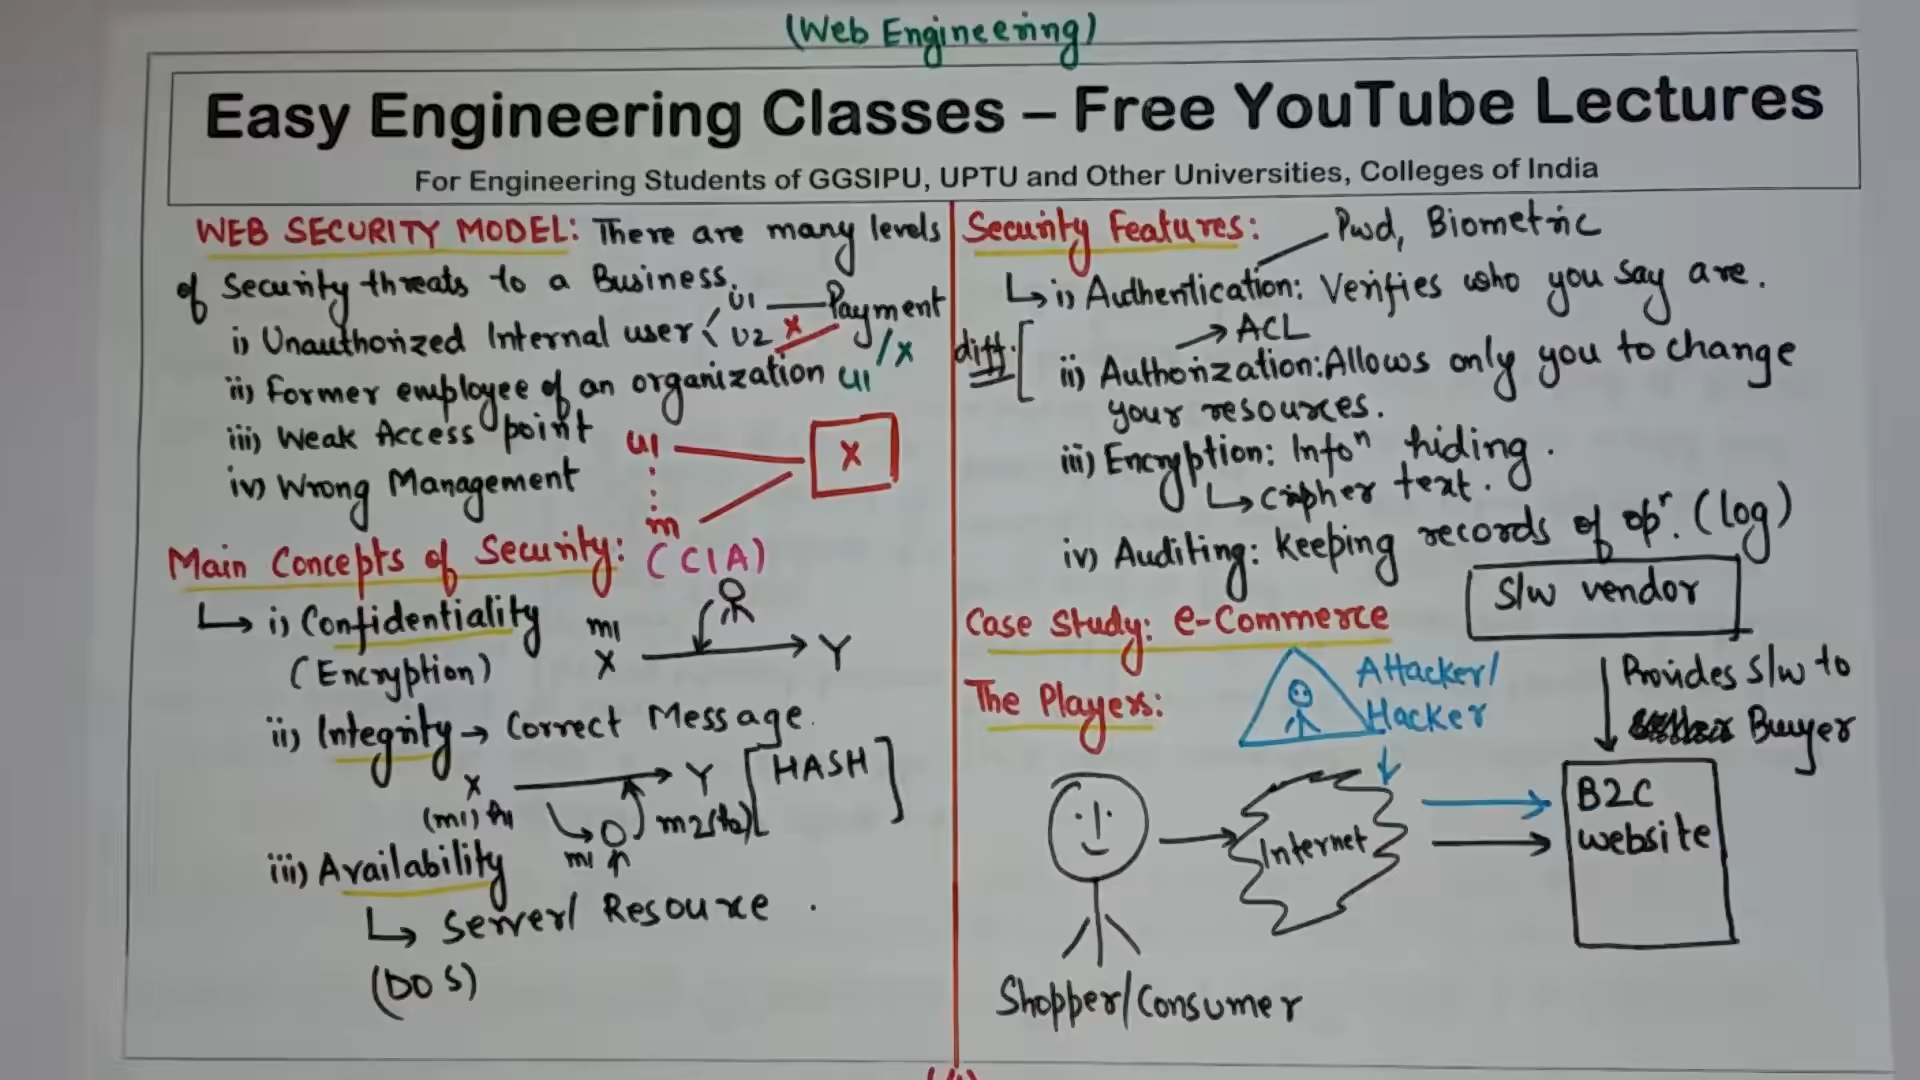 (Web Engineering)
Easy Engineering Classes – Free YouTube Lectures
For Engineering Students of GGSIPU, UPTU and Other Universities, Colleges of India
WEB SECURITY MODEL: There are many levels
of Security threats to a Business.
i) Unauthorized Internal user
U1
Payment
U2 x
ii) Former employee of an organization U1
/x
iii) Weak Access point
U1
x
iv) Wrong Management
m
Main Concepts of Security: (CIA)
i) Confidentiality
m1
X
Y
(Encryption)
ii) Integrity → Correct Message.
X
Y
[HASH]
(m1)
m2
m1
iii) Availability
Server/ Resource
(DOS)
Security Features:
Pwd, Biometric
i) Authentication: Verifies who you say are.
diff.
ACL
ii) Authorization: Allows only you to change
your resources.
iii) Encryption: Infoⁿ hiding.
cipher text.
iv) Auditing: Keeping records of opʳ. (log)
S/w vendor
Case Study: e-Commerce
The Players:
Attacker/
Hacker
Provides S/w to
Buyer
Internet
B2C
website
Shopper/Consumer